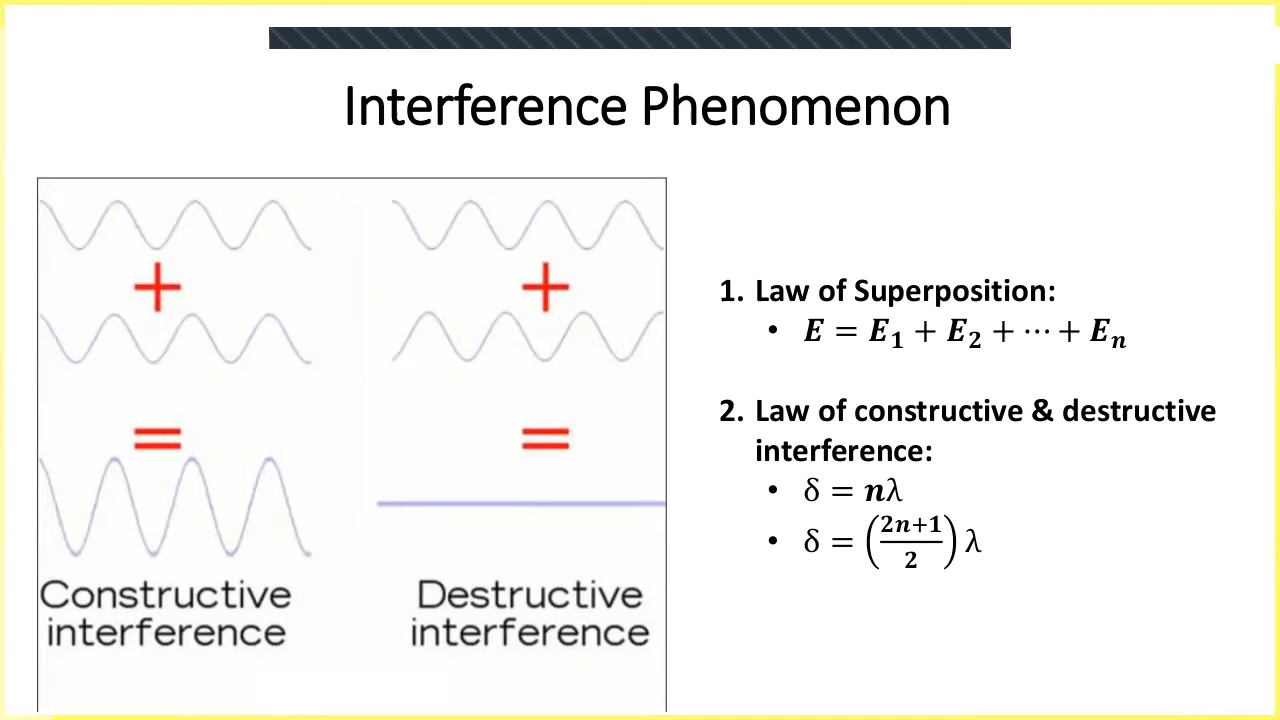 Interference Phenomenon
+
+
=
=
Constructive
interference
Destructive
interference
1. Law of Superposition:
• E = E₁ + E₂ + ⋯ + Eₙ
2. Law of constructive & destructive
interference:
• δ = nλ
• δ = ((2n+1)/2) λ